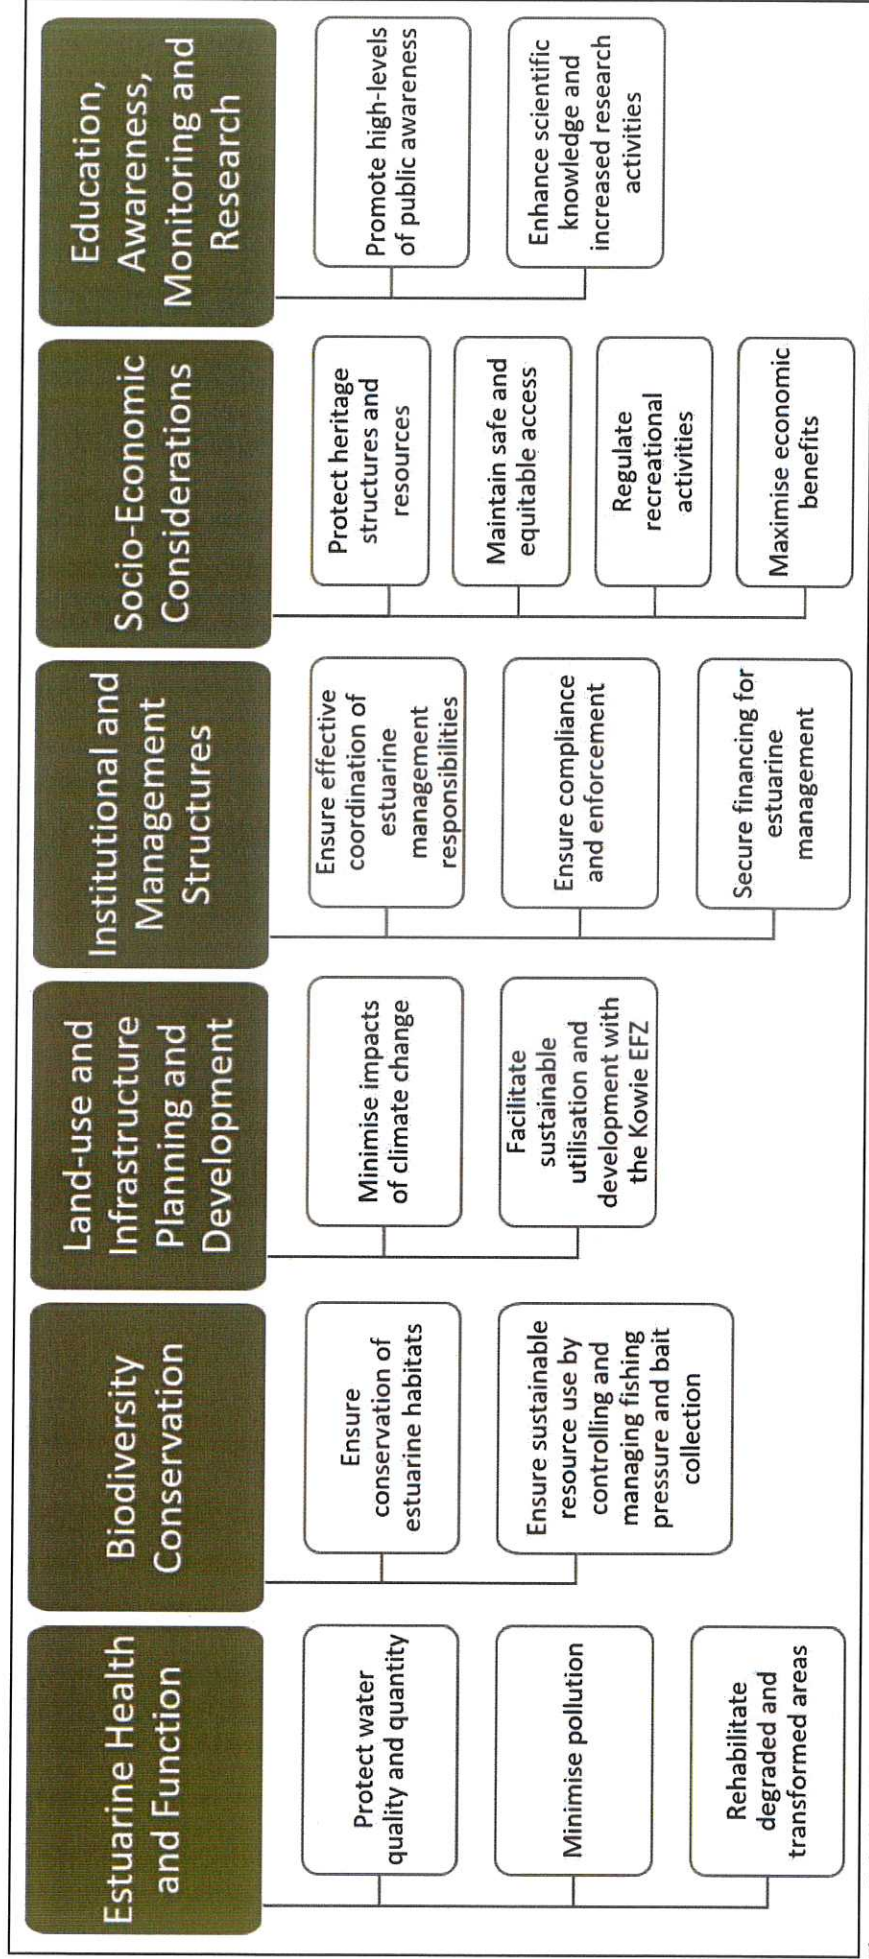 Estuarine Health
and Function
Protect water
quality and quantity
Minimise pollution
Rehabilitate
degraded and
transformed areas
Biodiversity
Conservation
Ensure
conservation of
estuarine habitats
Ensure sustainable
resource use by
controlling and
managing fishing
pressure and bait
collection
Land-use and
Infrastructure
Planning and
Development
Minimise impacts
of climate change
Facilitate
sustainable
utilisation and
development with
the Kowie EFZ
Institutional and
Management
Structures
Ensure effective
coordination of
estuarine
management
responsibilities
Ensure compliance
and enforcement
Secure financing for
estuarine
management
Socio-Economic
Considerations
Protect heritage
structures and
resources
Maintain safe and
equitable access
Regulate
recreational
activities
Maximise economic
benefits
Education,
Awareness,
Monitoring and
Research
Promote high-levels
of public awareness
Enhance scientific
knowledge and
increased research
activities